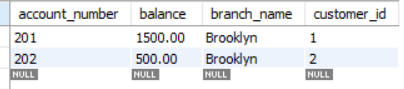 account_number balance branch_name customer_id
201 1500.00 Brooklyn 1
202 500.00 Brooklyn 2
NULL NULL NULL NULL